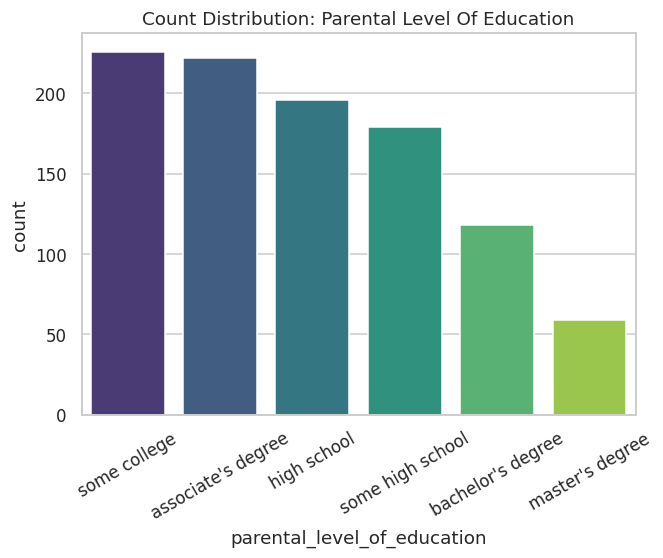 Count Distribution: Parental Level Of Education
count
200
150
100
50
0
some college
associate's degree
high school
some high school
bachelor's degree
master's degree
parental_level_of_education